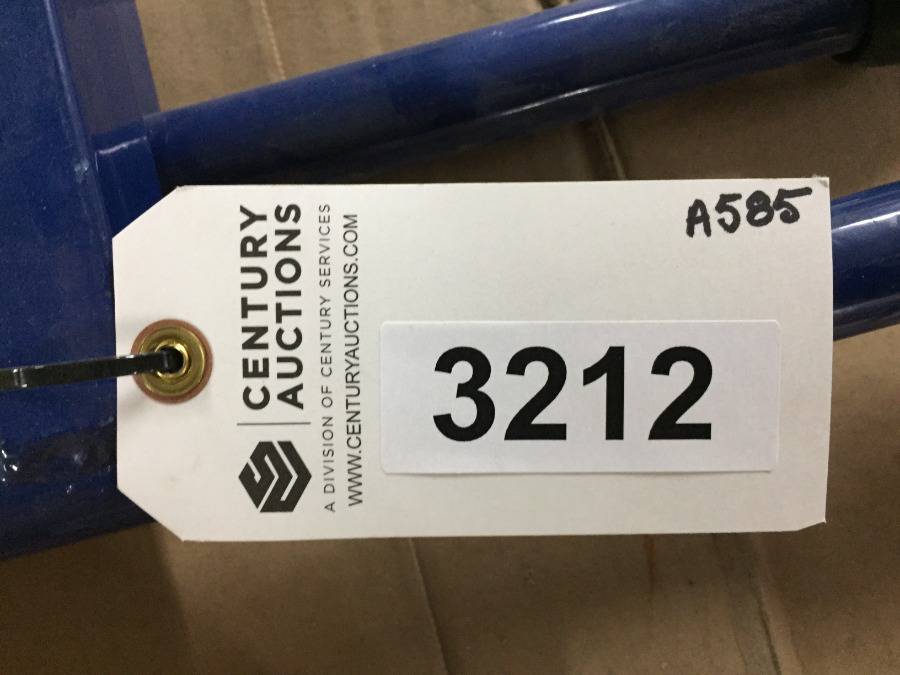 CENTURY
AUCTIONS
A DIVISION OF CENTURY SERVICES
WWW.CENTURYAUCTIONS.COM
A585
3212